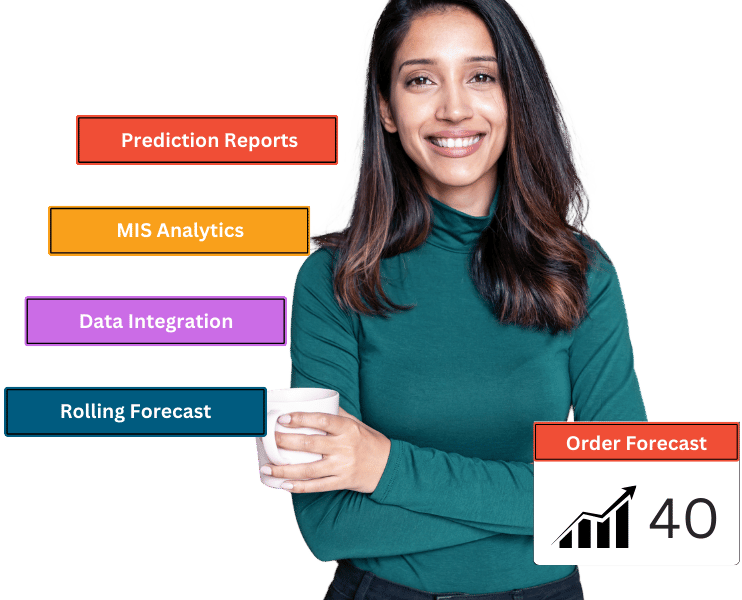 Prediction Reports
MIS Analytics
Data Integration
Rolling Forecast
Order Forecast
40